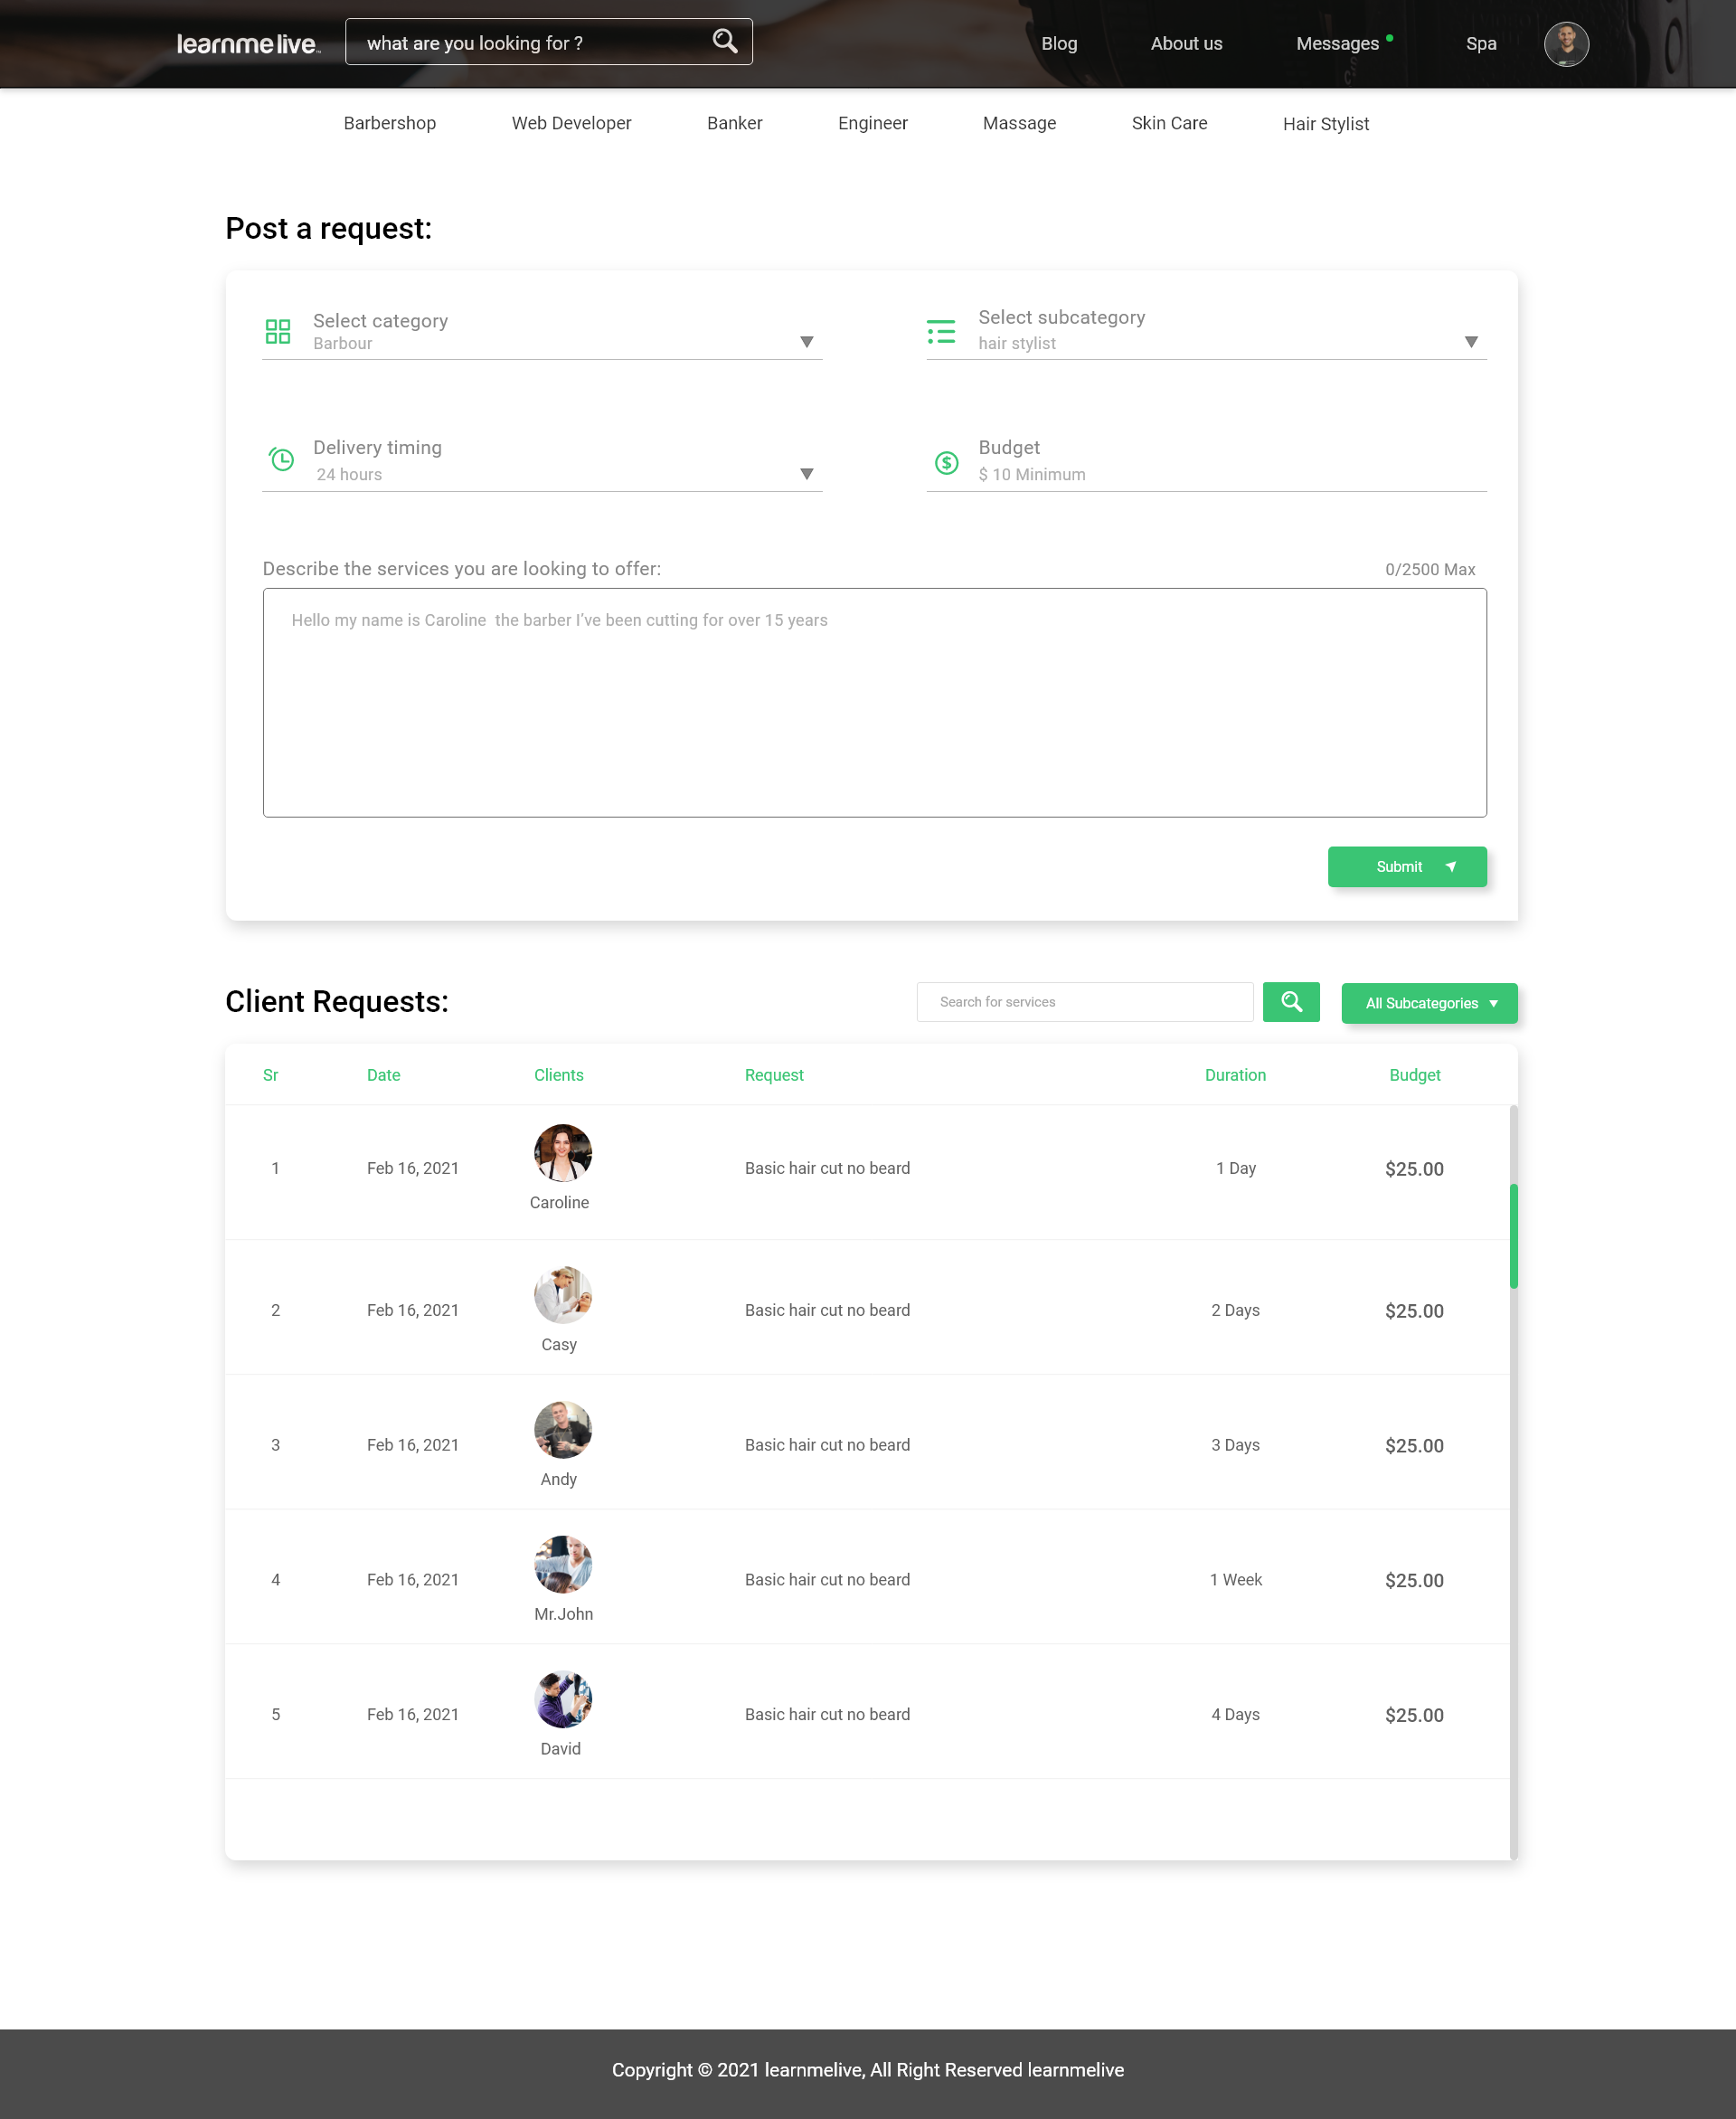 learnmelive
what are you looking for ?
Blog About us Messages Spa
Barbershop Web Developer Banker Engineer Massage Skin Care Hair Stylist
Post a request:
Select category Select subcategory
Barbour hair stylist
Delivery timing Budget
24 hours $ 10 Minimum
Describe the services you are looking to offer: 0/2500 Max
Hello my name is Caroline  the barber I’ve been cutting for over 15 years
Submit
Client Requests: Search for services All Subcategories
Sr Date Clients Request Duration Budget
1 Feb 16, 2021 Basic hair cut no beard 1 Day $25.00
Caroline
2 Feb 16, 2021 Basic hair cut no beard 2 Days $25.00
Casy
3 Feb 16, 2021 Basic hair cut no beard 3 Days $25.00
Andy
4 Feb 16, 2021 Basic hair cut no beard 1 Week $25.00
Mr.John
5 Feb 16, 2021 Basic hair cut no beard 4 Days $25.00
David
Copyright © 2021 learnmelive, All Right Reserved learnmelive